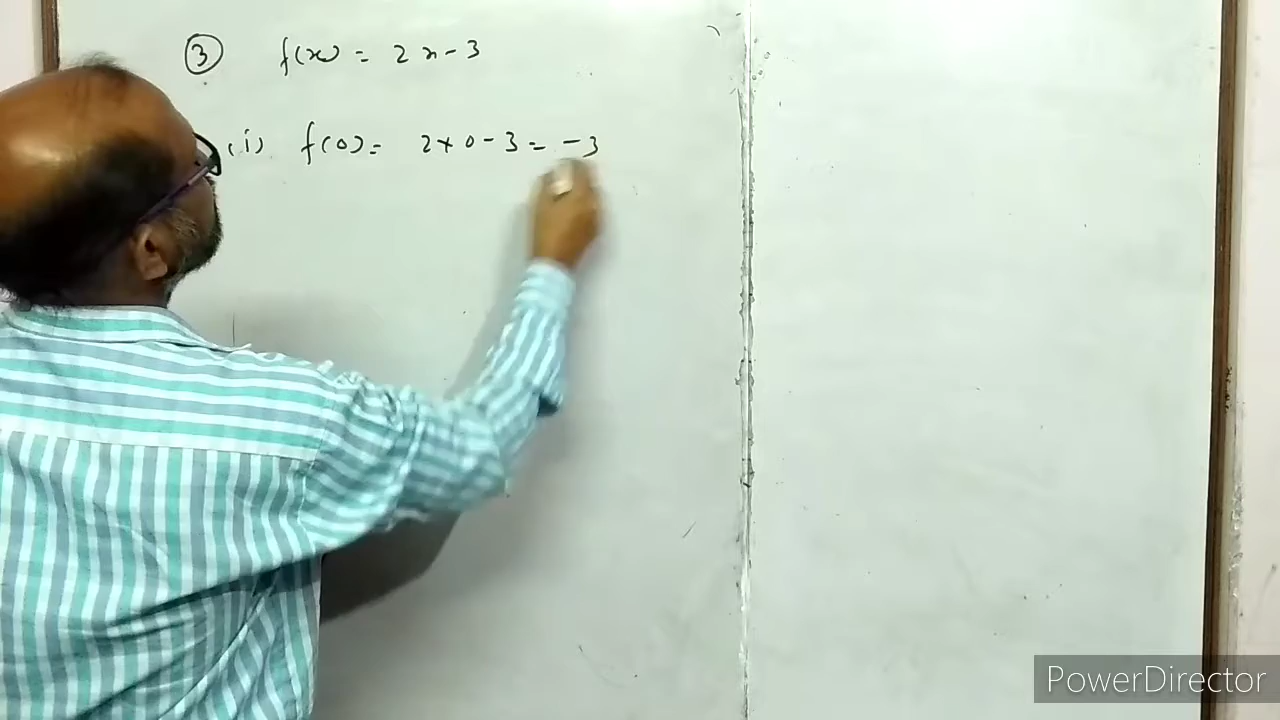 ③ f(x) = 2x-3
(i) f(0) = 2×0-3 = -3
PowerDirector